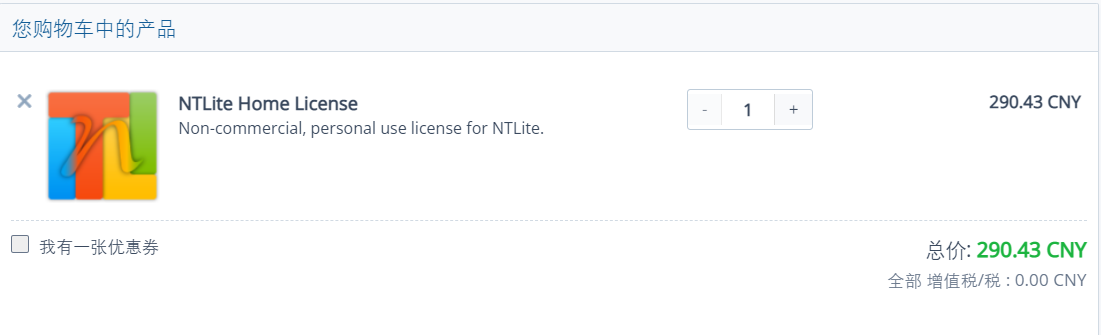 您购物车中的产品
× NTLite Home License - 1 + 290.43 CNY
Non-commercial, personal use license for NTLite.
我有一张优惠券 总价: 290.43 CNY
全部 增值税/税 : 0.00 CNY